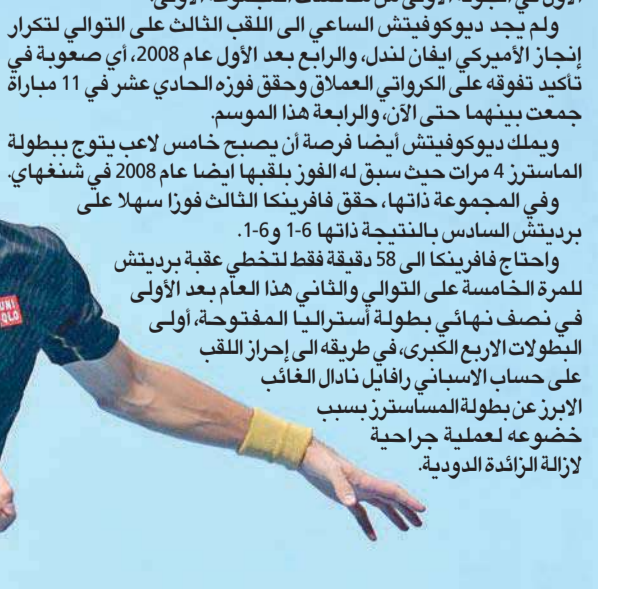 ولم يجد ديوكوفيتش الساعي الى اللقب الثالث على التوالي لتكرار
إنجاز الأميركي ايفان لندل، والرابع بعد الأول عام 2008، أي صعوبة في
تأكيد تفوقه على الكرواتي العملاق وحقق فوزه الحادي عشر في 11 مباراة
جمعت بينهما حتى الآن، والرابعة هذا الموسم.
ويملك ديوكوفيتش أيضا فرصة أن يصبح خامس لاعب يتوج ببطولة
الماسترز 4 مرات حيث سبق له الفوز بلقبها ايضا عام 2008 في شنغهاي.
وفي المجموعة ذاتها، حقق فافرينكا الثالث فوزا سهلا على
برديتش السادس بالنتيجة ذاتها 6-1 و6-1.
واحتاج فافرينكا الى 58 دقيقة فقط لتخطي عقبة برديتش
للمرة الخامسة على التوالي والثاني هذا العام بعد الأولى
في نصف نهائي بطولة أستراليا المفتوحة، أولى
البطولات الاربع الكبرى، في طريقه الى إحراز اللقب
على حساب الاسباني رافايل نادال الغائب
الابرز عن بطولةالمساسترز بسبب
خضوعه لعملية جراحية
لازالة الزائدة الدودية.
UNI
QLO